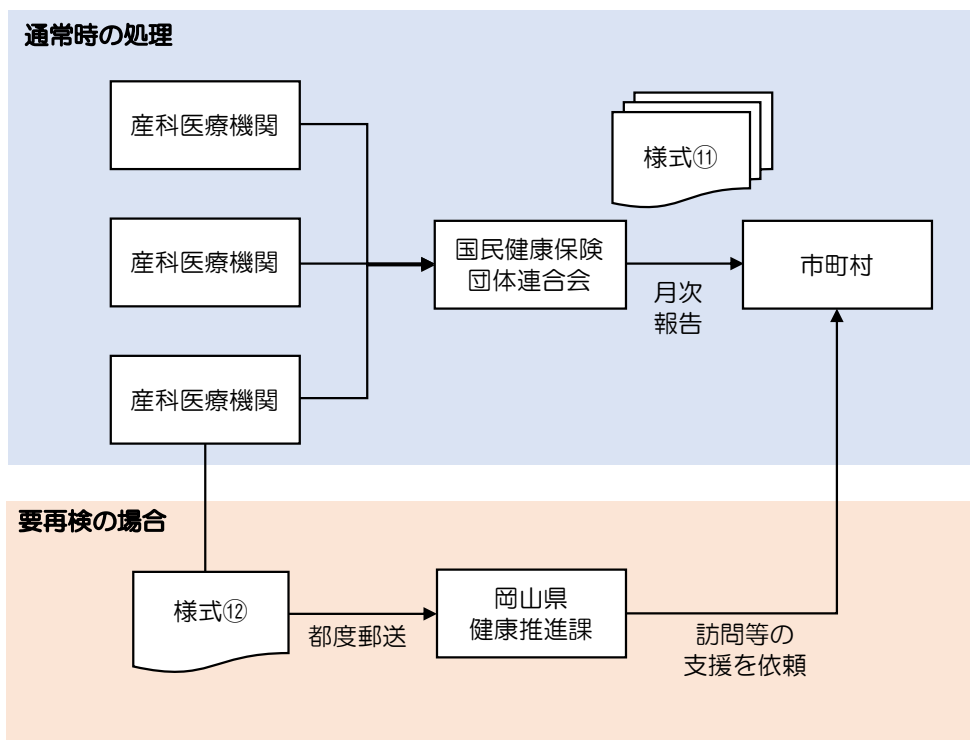 通常時の処理
産科医療機関
様式⑪
産科医療機関
国民健康保険
団体連合会
月次
報告
市町村
産科医療機関
要再検の場合
様式⑫
都度郵送
岡山県
健康推進課
訪問等の
支援を依頼